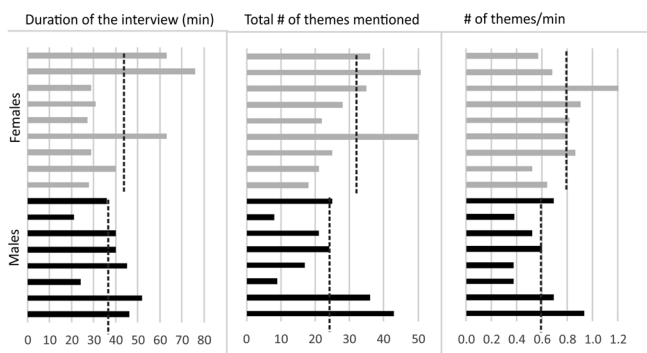 Duration of the interview (min)
Total # of themes mentioned
# of themes/min
Females
Males
0 10 20 30 40 50 60 70 80
0 10 20 30 40 50
0.0 0.2 0.4 0.6 0.8 1.0 1.2